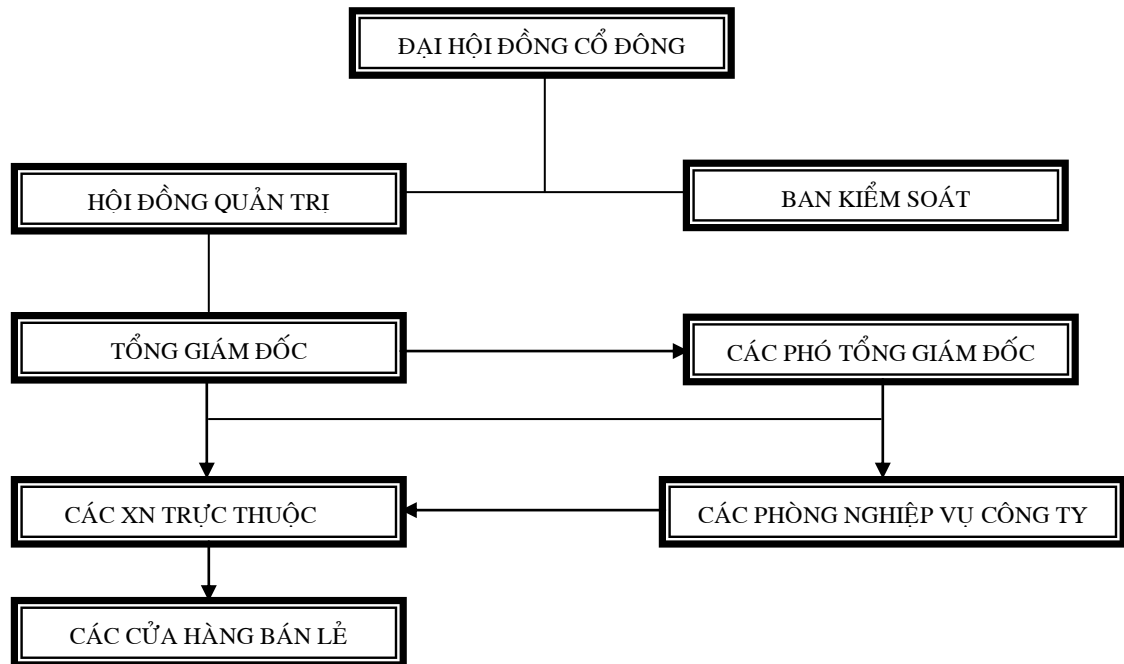 ĐẠI HỘI ĐỒNG CỔ ĐÔNG
HỘI ĐỒNG QUẢN TRỊ
BAN KIỂM SOÁT
TỔNG GIÁM ĐỐC
CÁC PHÓ TỔNG GIÁM ĐỐC
CÁC XN TRỰC THUỘC
CÁC PHÒNG NGHIỆP VỤ CÔNG TY
CÁC CỬA HÀNG BÁN LẺ